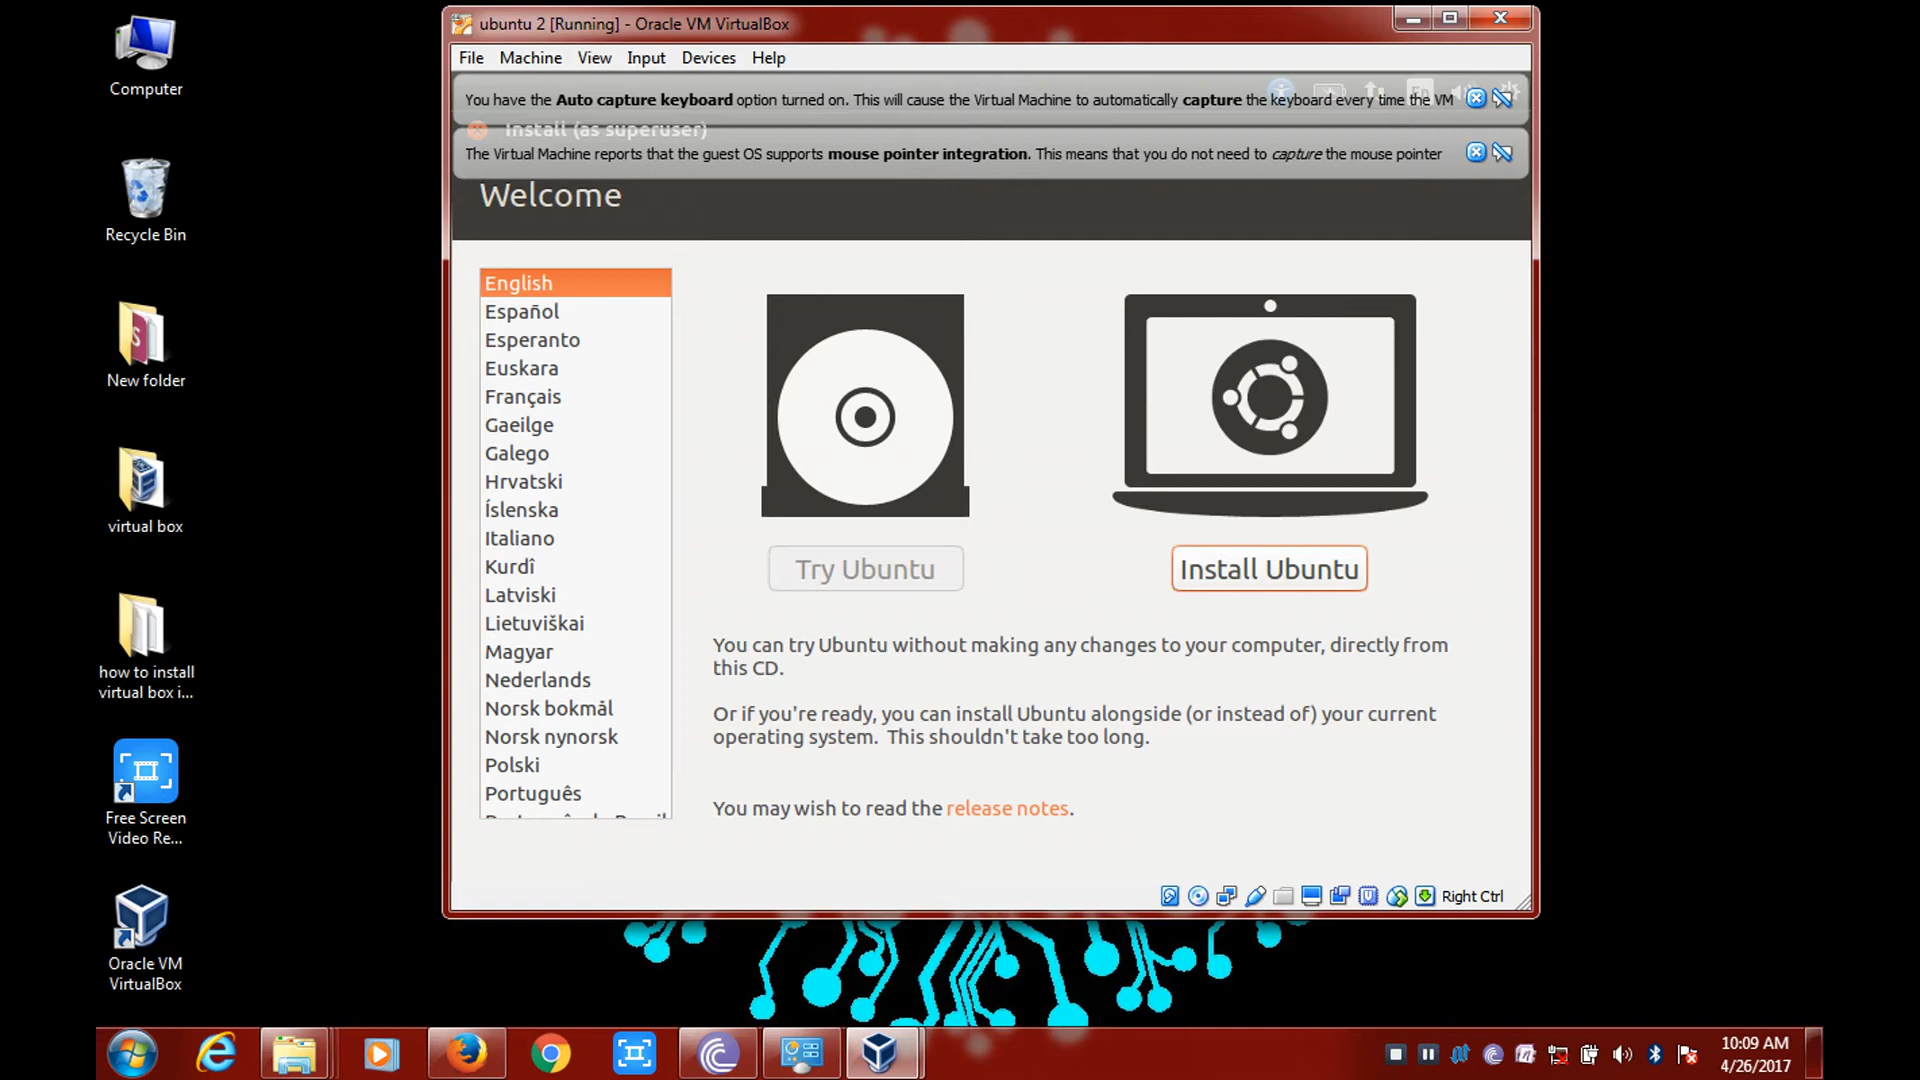 Computer
Recycle Bin
New folder
virtual box
how to install
virtual box i...
Free Screen
Video Re...
Oracle VM
VirtualBox
ubuntu 2 [Running] - Oracle VM VirtualBox
File Machine View Input Devices Help
You have the Auto capture keyboard option turned on. This will cause the Virtual Machine to automatically capture the keyboard every time the VM
Install (as superuser)
The Virtual Machine reports that the guest OS supports mouse pointer integration. This means that you do not need to capture the mouse pointer
Welcome
English
Español
Esperanto
Euskara
Français
Gaeilge
Galego
Hrvatski
Íslenska
Italiano
Kurdî
Latviski
Lietuviškai
Magyar
Nederlands
Norsk bokmål
Norsk nynorsk
Polski
Português
Try Ubuntu
Install Ubuntu
You can try Ubuntu without making any changes to your computer, directly from
this CD.
Or if you're ready, you can install Ubuntu alongside (or instead of) your current
operating system. This shouldn't take too long.
You may wish to read the release notes.
Right Ctrl
10:09 AM
4/26/2017